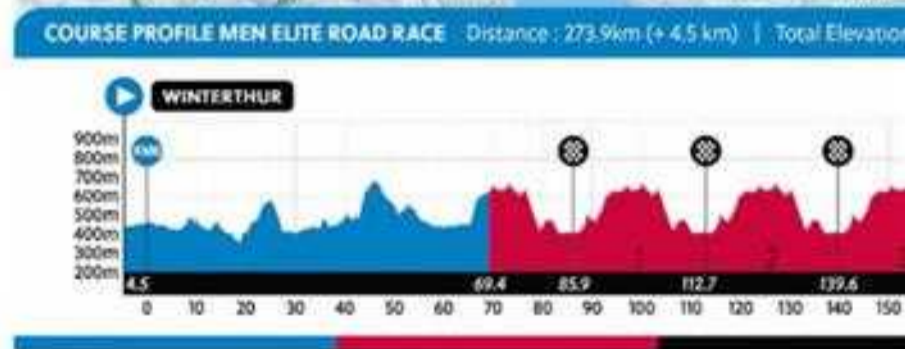 COURSE PROFILE MEN ELITE ROAD RACE Distance : 273.9km (+ 4.5 km) | Total Elevation
WINTERTHUR
900m
800m
700m
600m
500m
400m
300m
200m
4.5 69.4 85.9 112.7 139.6
0 10 20 30 40 50 60 70 80 90 100 110 120 130 140 150